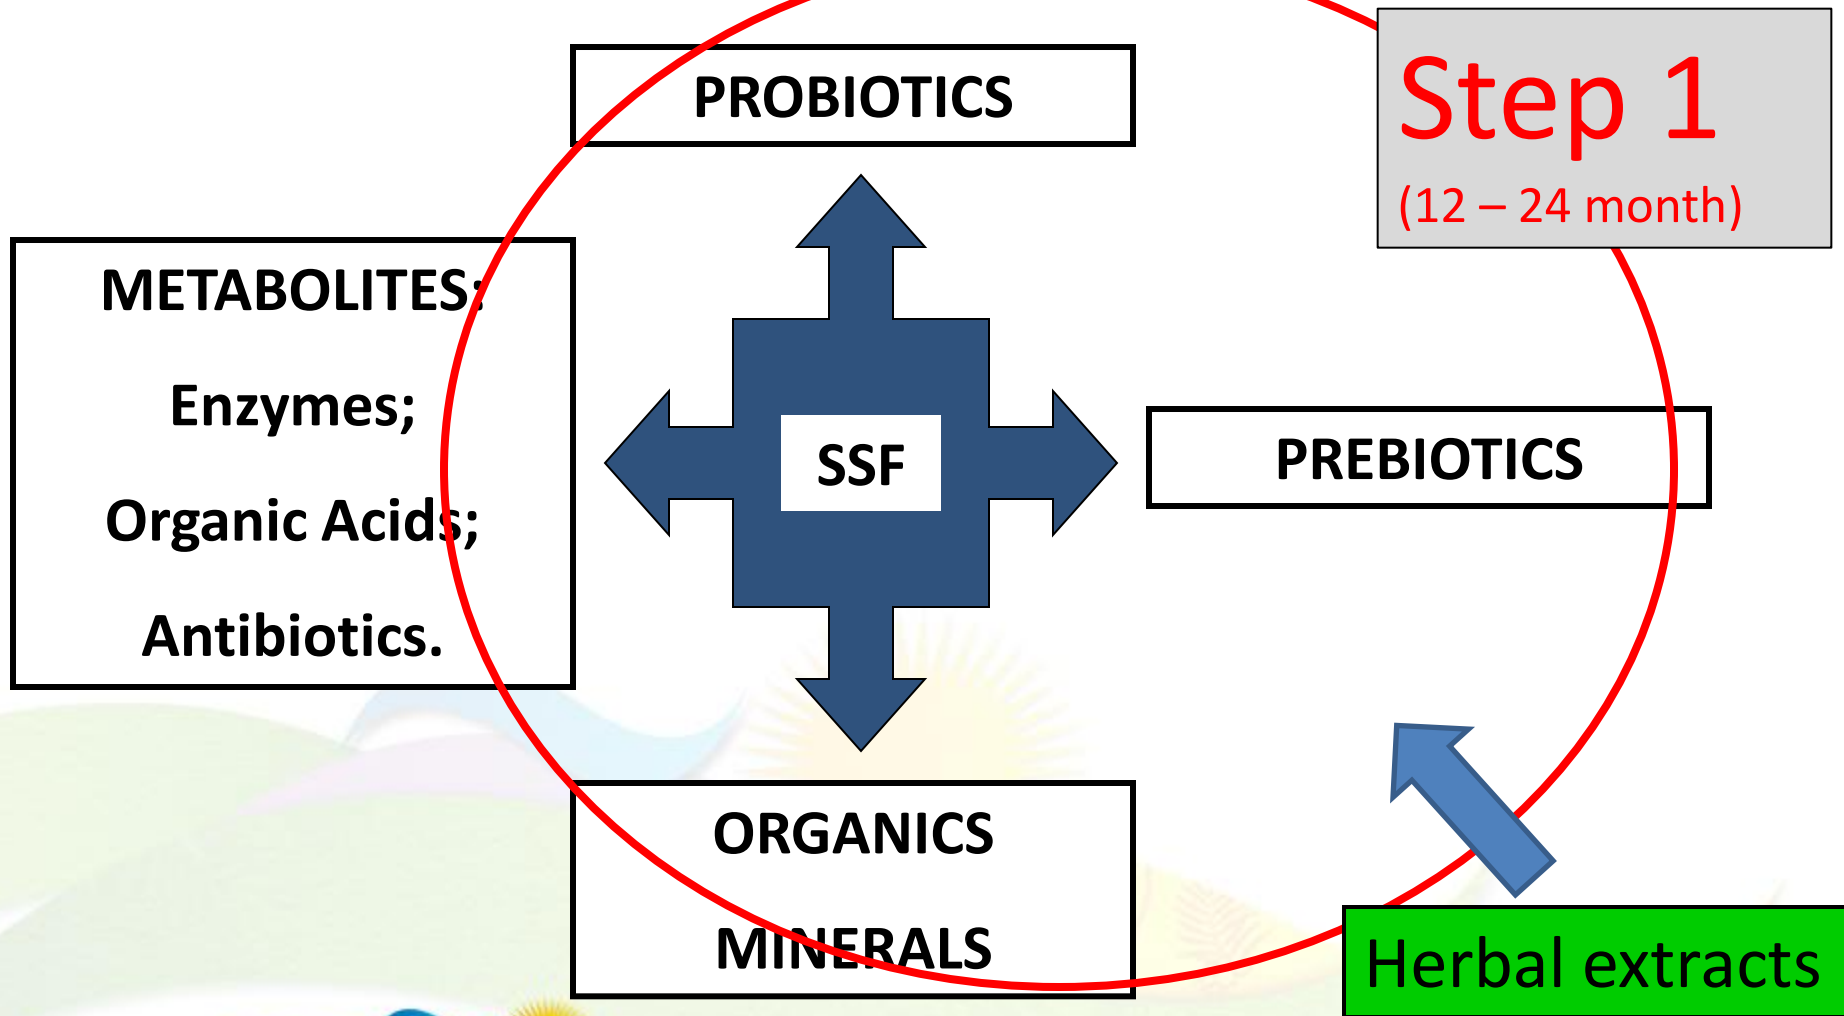 PROBIOTICS
Step 1
(12 – 24 month)
METABOLITES:
Enzymes;
Organic Acids;
Antibiotics.
SSF
PREBIOTICS
ORGANICS
MINERALS
Herbal extracts